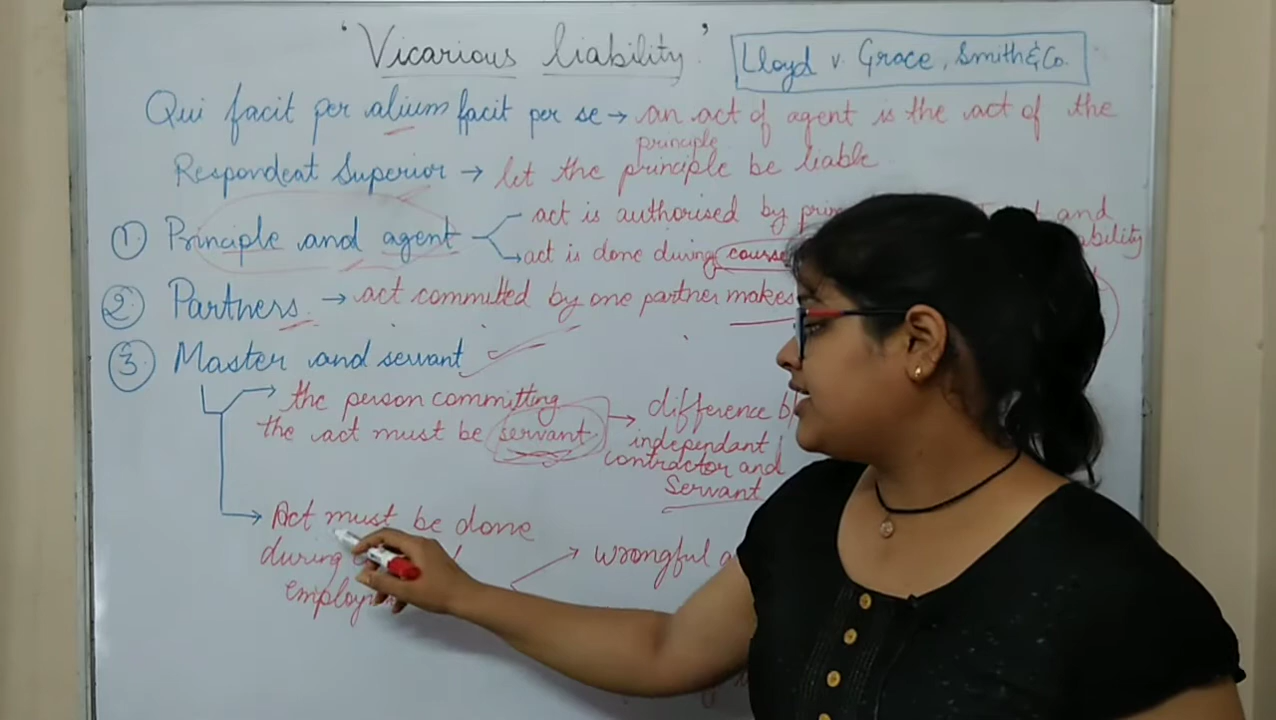 'Vicarious liability'
Lloyd v. Grace, Smith & Co.
Qui facit per alium facit per se → an act of agent is the act of the
principle
Respondeat Superior → let the principle be liable
① Principle and agent
act is authorised by and
act is done during course ability
② Partners → act committed by one partner makes
③ Master and servant
→ the person committing
the act must be servant
→ difference
independant
contractor and
Servant
→ Act must be done
during
→ wrongful